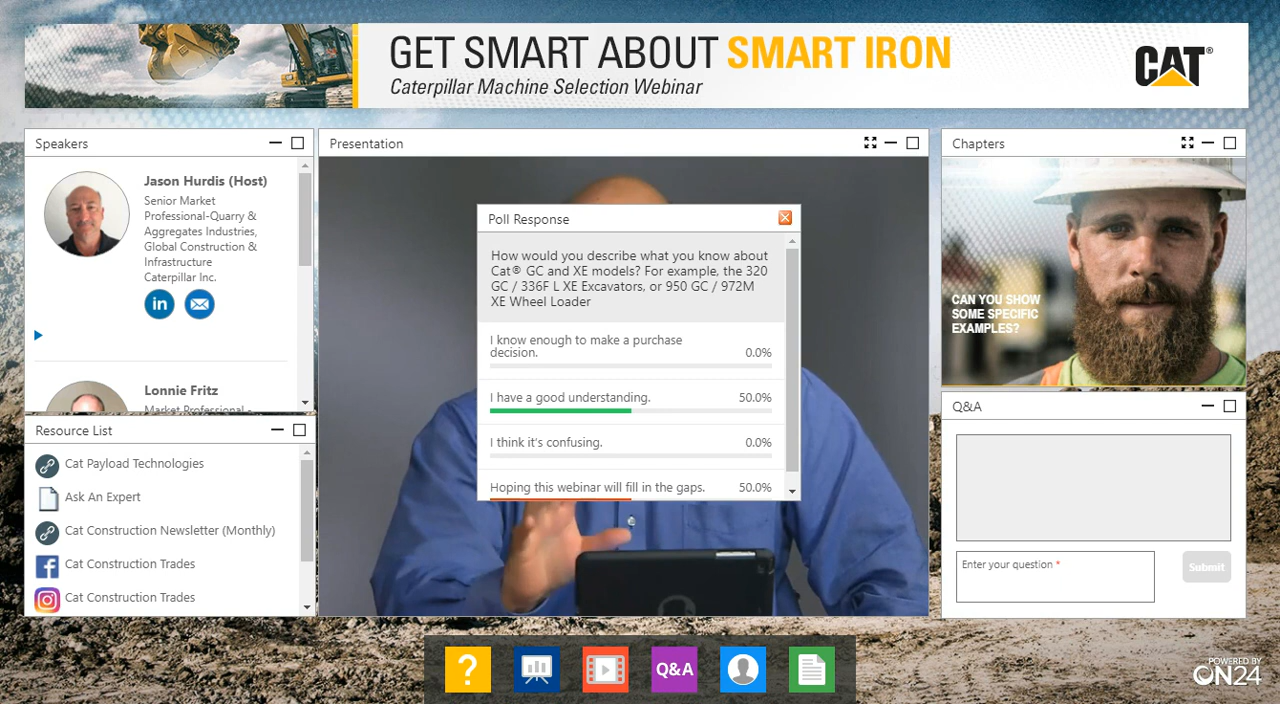 GET SMART ABOUT SMART IRON
Caterpillar Machine Selection Webinar
CAT®
Speakers
Jason Hurdis (Host)
Senior Market
Professional-Quarry &
Aggregates Industries,
Global Construction &
Infrastructure
Caterpillar Inc.
in
Lonnie Fritz
Market Professional -
Resource List
Cat Payload Technologies
Ask An Expert
Cat Construction Newsletter (Monthly)
Cat Construction Trades
Cat Construction Trades
Presentation
Poll Response
How would you describe what you know about
Cat® GC and XE models? For example, the 320
GC / 336F L XE Excavators, or 950 GC / 972M
XE Wheel Loader
I know enough to make a purchase
decision. 0.0%
I have a good understanding. 50.0%
I think it's confusing. 0.0%
Hoping this webinar will fill in the gaps. 50.0%
Chapters
CAN YOU SHOW
SOME SPECIFIC
EXAMPLES?
Q&A
Enter your question *
Submit
? Q&A
POWERED BY
ON24